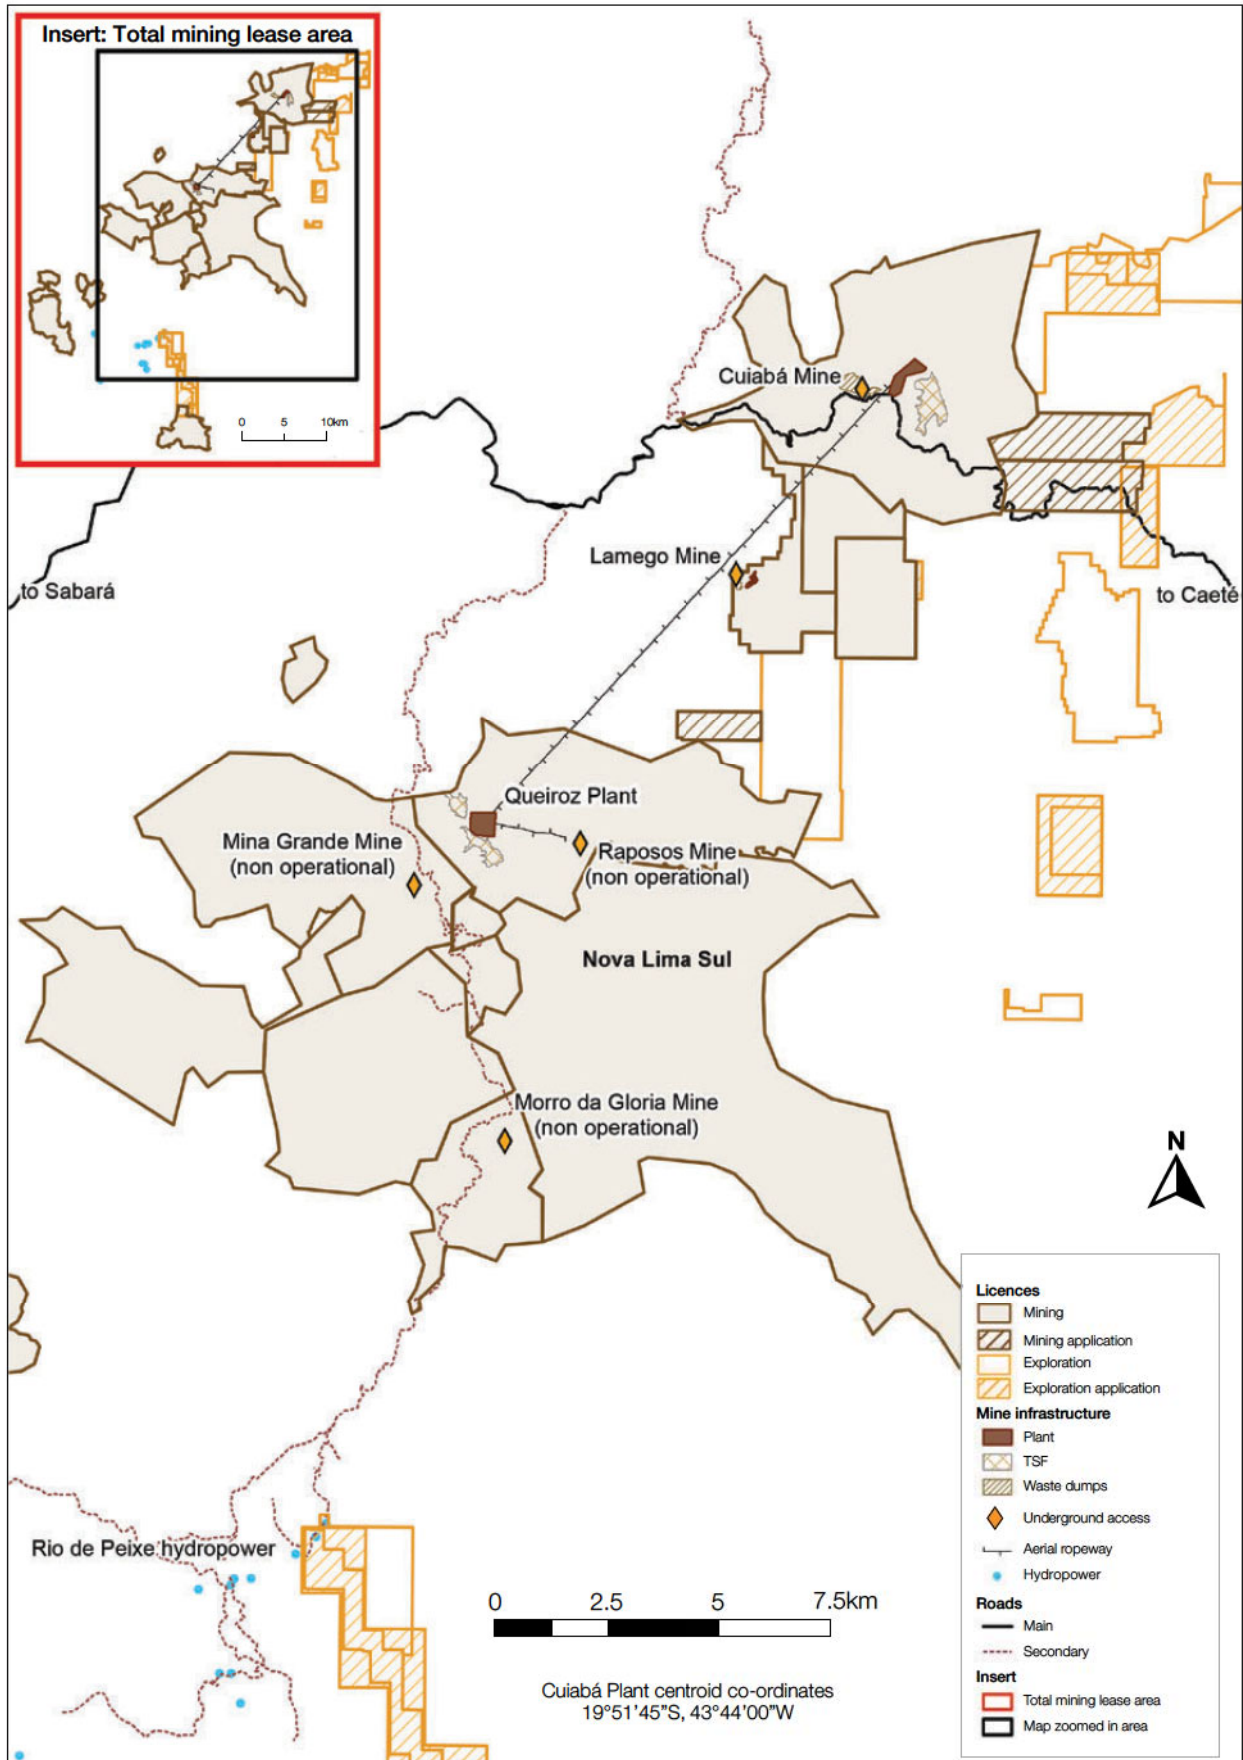 Insert: Total mining lease area
0 5 10km
Cuiabá Mine
Lamego Mine
to Sabará
to Caeté
Queiroz Plant
Mina Grande Mine
(non operational)
Raposos Mine
(non operational)
Nova Lima Sul
Morro da Gloria Mine
(non operational)
N
Rio de Peixe hydropower
0 2.5 5 7.5km
Cuiabá Plant centroid co-ordinates
19°51'45"S, 43°44'00"W
Licences
Mining
Mining application
Exploration
Exploration application
Mine infrastructure
Plant
TSF
Waste dumps
Underground access
Aerial ropeway
Hydropower
Roads
Main
Secondary
Insert
Total mining lease area
Map zoomed in area